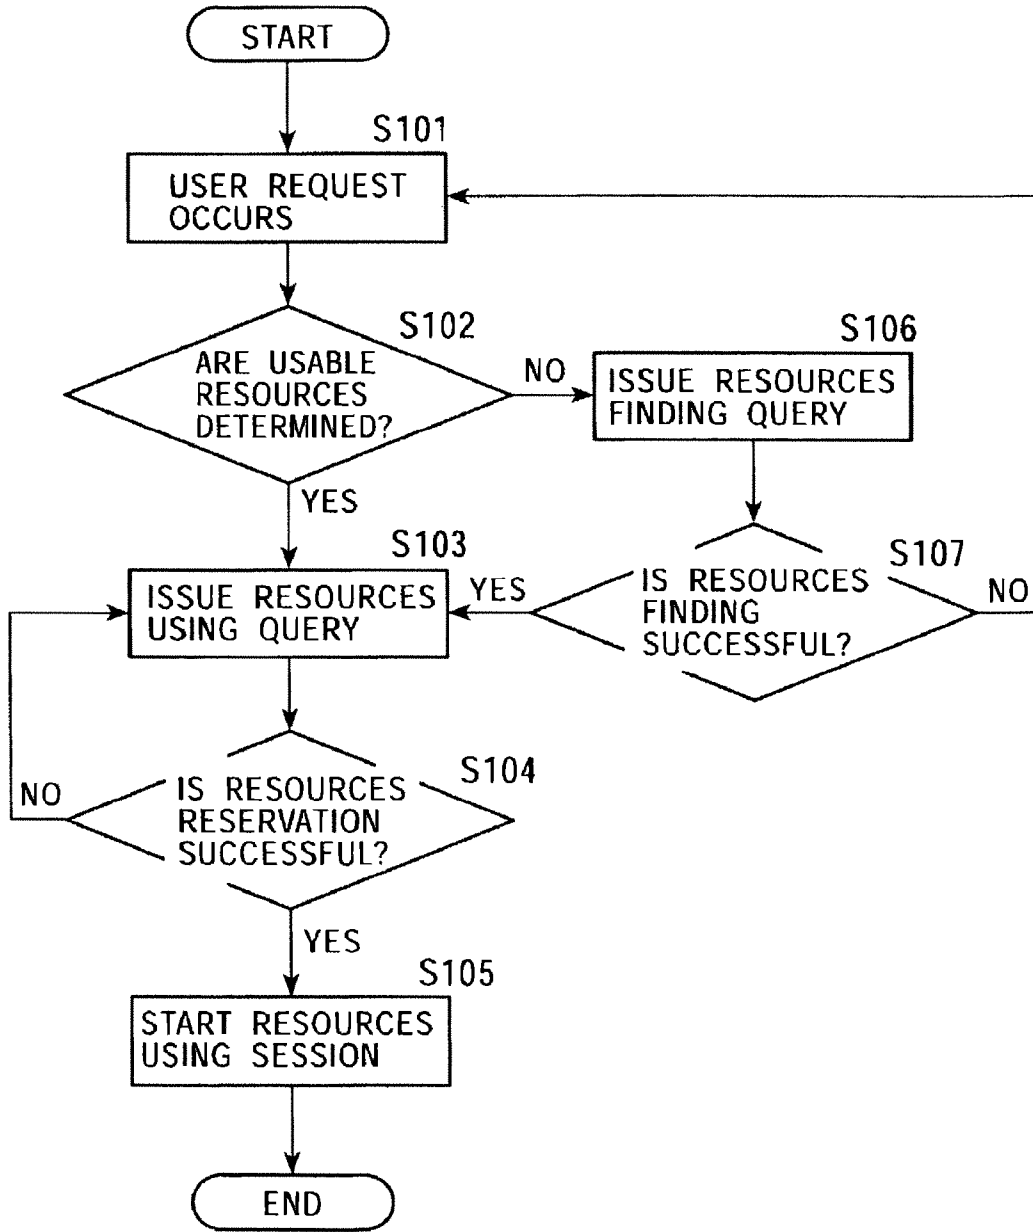 START
S101
USER REQUEST
OCCURS
S102
ARE USABLE
RESOURCES
DETERMINED?
NO
S106
ISSUE RESOURCES
FINDING QUERY
YES
S103
ISSUE RESOURCES
USING QUERY
YES
S107
IS RESOURCES
FINDING
SUCCESSFUL?
NO
S104
IS RESOURCES
RESERVATION
SUCCESSFUL?
NO
YES
S105
START RESOURCES
USING SESSION
END